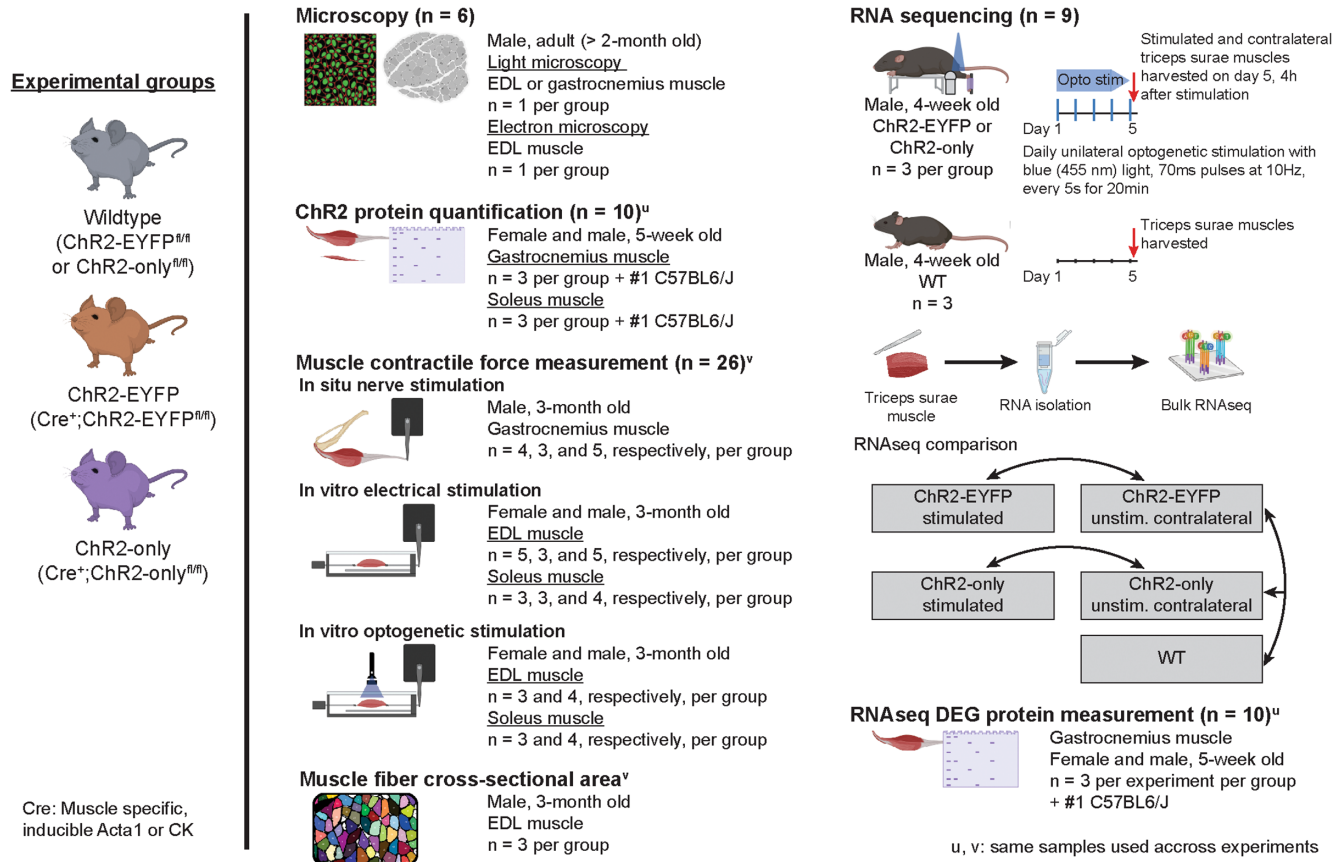 Experimental groups
Wildtype
(ChR2-EYFPfl/fl
or ChR2-onlyfl/fl)
ChR2-EYFP
(Cre+;ChR2-EYFPfl/fl)
ChR2-only
(Cre+;ChR2-onlyfl/fl)
Cre: Muscle specific,
inducible Acta1 or CK
Microscopy (n = 6)
Male, adult (> 2-month old)
Light microscopy
EDL or gastrocnemius muscle
n = 1 per group
Electron microscopy
EDL muscle
n = 1 per group
ChR2 protein quantification (n = 10)u
Female and male, 5-week old
Gastrocnemius muscle
n = 3 per group + #1 C57BL6/J
Soleus muscle
n = 3 per group + #1 C57BL6/J
Muscle contractile force measurement (n = 26)v
In situ nerve stimulation
Male, 3-month old
Gastrocnemius muscle
n = 4, 3, and 5, respectively, per group
In vitro electrical stimulation
Female and male, 3-month old
EDL muscle
n = 5, 3, and 5, respectively, per group
Soleus muscle
n = 3, 3, and 4, respectively, per group
In vitro optogenetic stimulation
Female and male, 3-month old
EDL muscle
n = 3 and 4, respectively, per group
Soleus muscle
n = 3 and 4, respectively, per group
Muscle fiber cross-sectional areav
Male, 3-month old
EDL muscle
n = 3 per group
RNA sequencing (n = 9)
Male, 4-week old
ChR2-EYFP or
ChR2-only
n = 3 per group
Stimulated and contralateral
triceps surae muscles
harvested on day 5, 4h
after stimulation
Opto stim
Day 1 5
Daily unilateral optogenetic stimulation with
blue (455 nm) light, 70ms pulses at 10Hz,
every 5s for 20min
Male, 4-week old
WT
n = 3
Triceps surae muscles
harvested
Day 1 5
Triceps surae
muscle
RNA isolation
Bulk RNAseq
RNAseq comparison
ChR2-EYFP
stimulated
ChR2-EYFP
unstim. contralateral
ChR2-only
stimulated
ChR2-only
unstim. contralateral
WT
RNAseq DEG protein measurement (n = 10)u
Gastrocnemius muscle
Female and male, 5-week old
n = 3 per experiment per group
+ #1 C57BL6/J
u, v: same samples used accross experiments